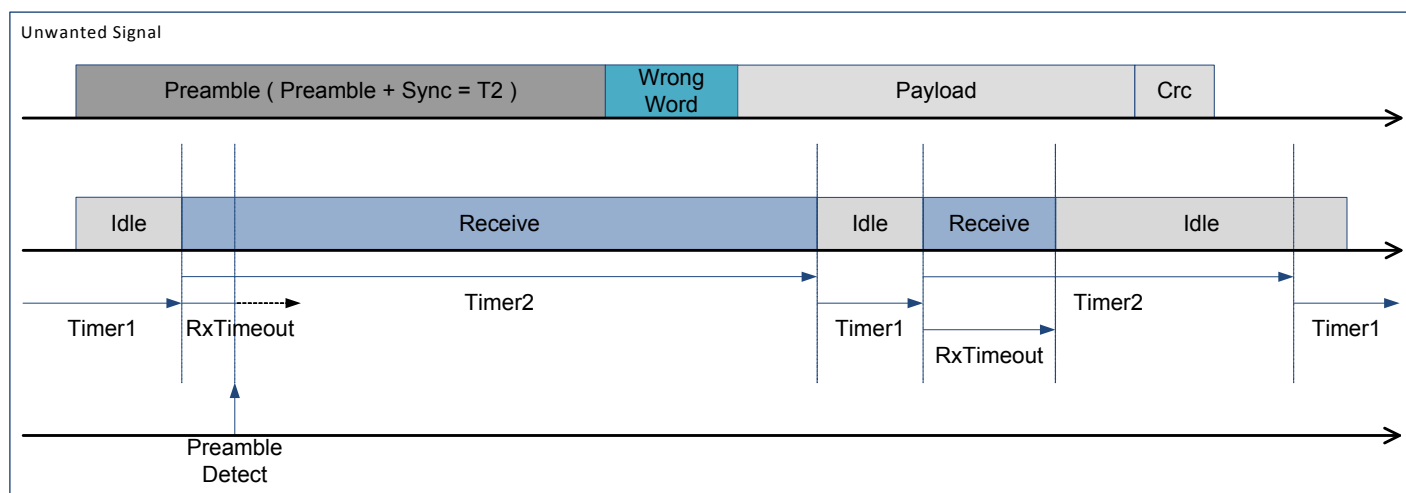 Unwanted Signal
Preamble ( Preamble + Sync = T2 )
Wrong
Word
Payload
Crc
Idle
Receive
Idle
Receive
Idle
Timer1
RxTimeout
Timer2
Timer1
RxTimeout
Timer2
Timer1
Preamble
Detect